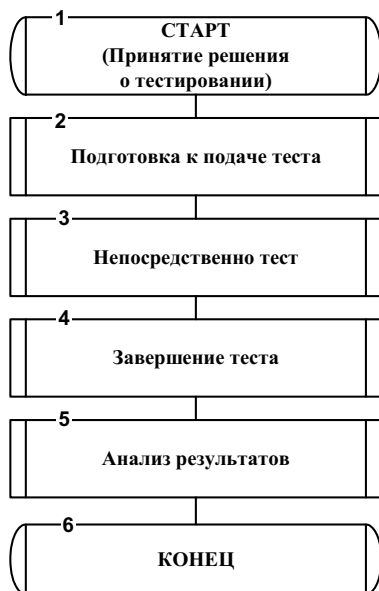 1
СТАРТ
(Принятие решения
о тестировании)
2
Подготовка к подаче теста
3
Непосредственно тест
4
Завершение теста
5
Анализ результатов
6
КОНЕЦ